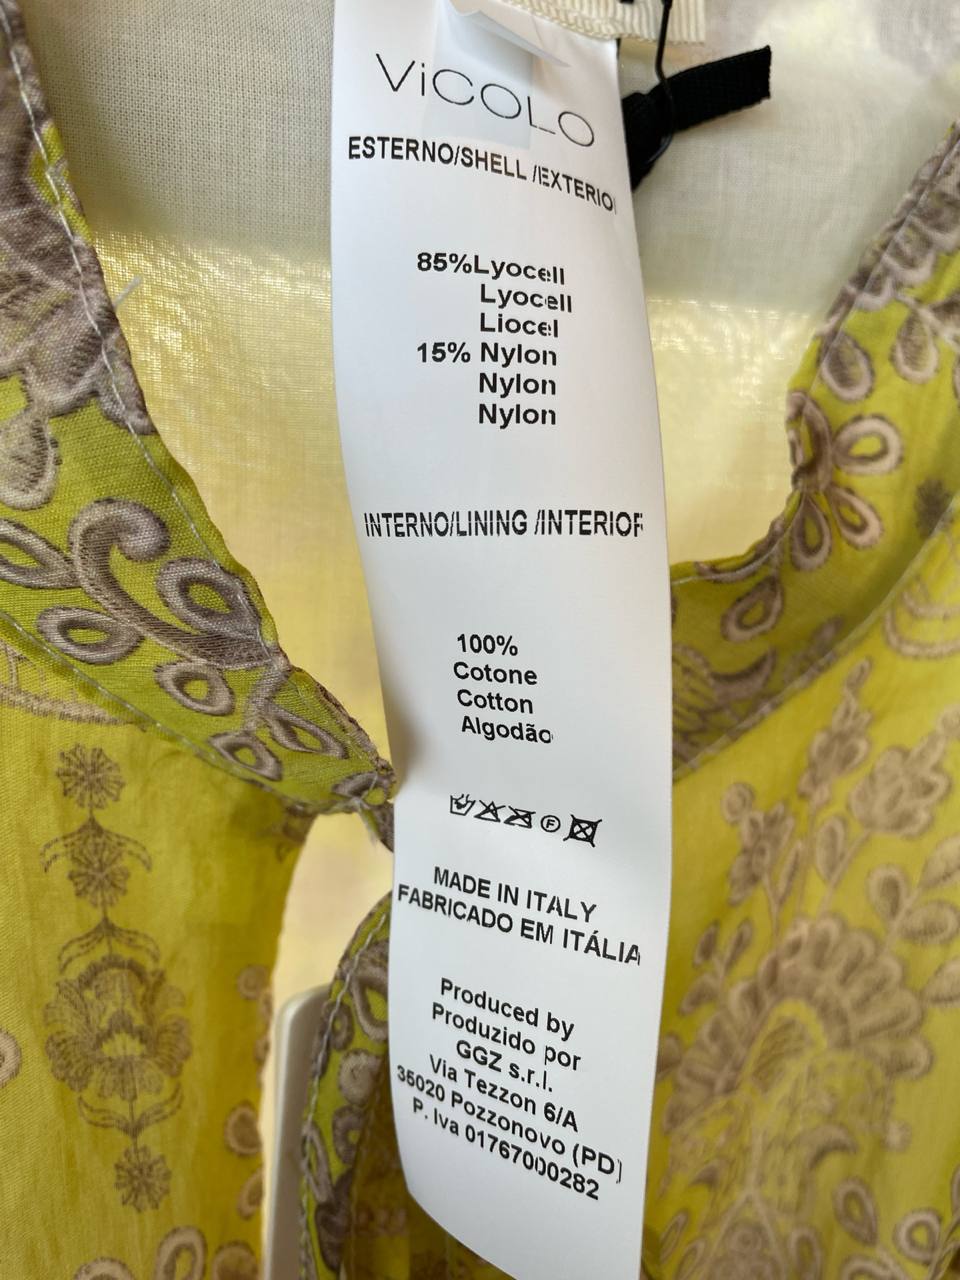 ViCOLO
ESTERNO/SHELL /EXTERIO
85%Lyocell
Lyocell
Liocel
15% Nylon
Nylon
Nylon
INTERNO/LINING /INTERIOR
100%
Cotone
Cotton
Algodão
F
MADE IN ITALY
FABRICADO EM ITÁLIA
Produced by
Produzido por
GGZ s.r.l.
Via Tezzon 6/A
35020 Pozzonovo (PD)
P. Iva 01767000282